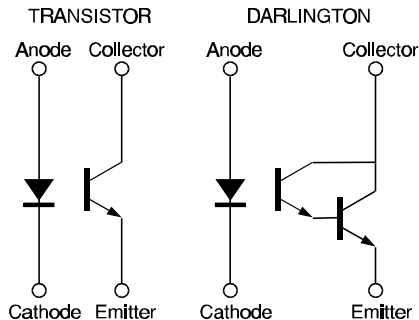 TRANSISTOR DARLINGTON
Anode Collector Anode Collector
Cathode Emitter Cathode Emitter